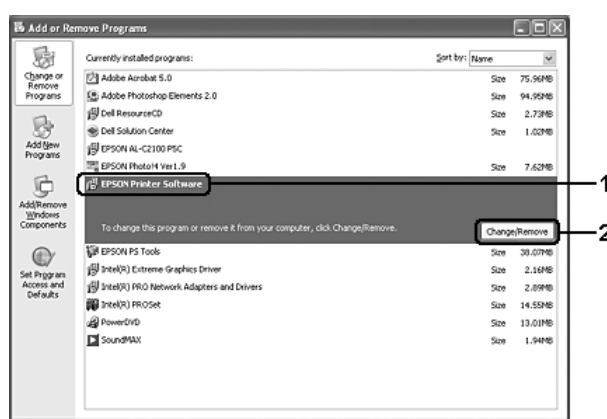 Add or Remove Programs
Change or
Remove
Programs
Add New
Programs
Add/Remove
Windows
Components
Set Program
Access and
Defaults
Currently installed programs:
Sort by: Name
Adobe Acrobat 5.0 Size 75.96MB
Adobe Photoshop Elements 2.0 Size 94.95MB
Dell ResourceCD Size 2.73MB
Dell Solution Center Size 1.02MB
EPSON AL-C2100 PSC
EPSON Photo!4 Ver1.9 Size 7.62MB
EPSON Printer Software 1
To change this program or remove it from your computer, click Change/Remove.
Change/Remove 2
EPSON PS Tools Size 38.07MB
Intel(R) Extreme Graphics Driver Size 2.16MB
Intel(R) PRO Network Adapters and Drivers Size 2.89MB
Intel(R) PROSet Size 14.55MB
PowerDVD Size 13.01MB
SoundMAX Size 1.94MB